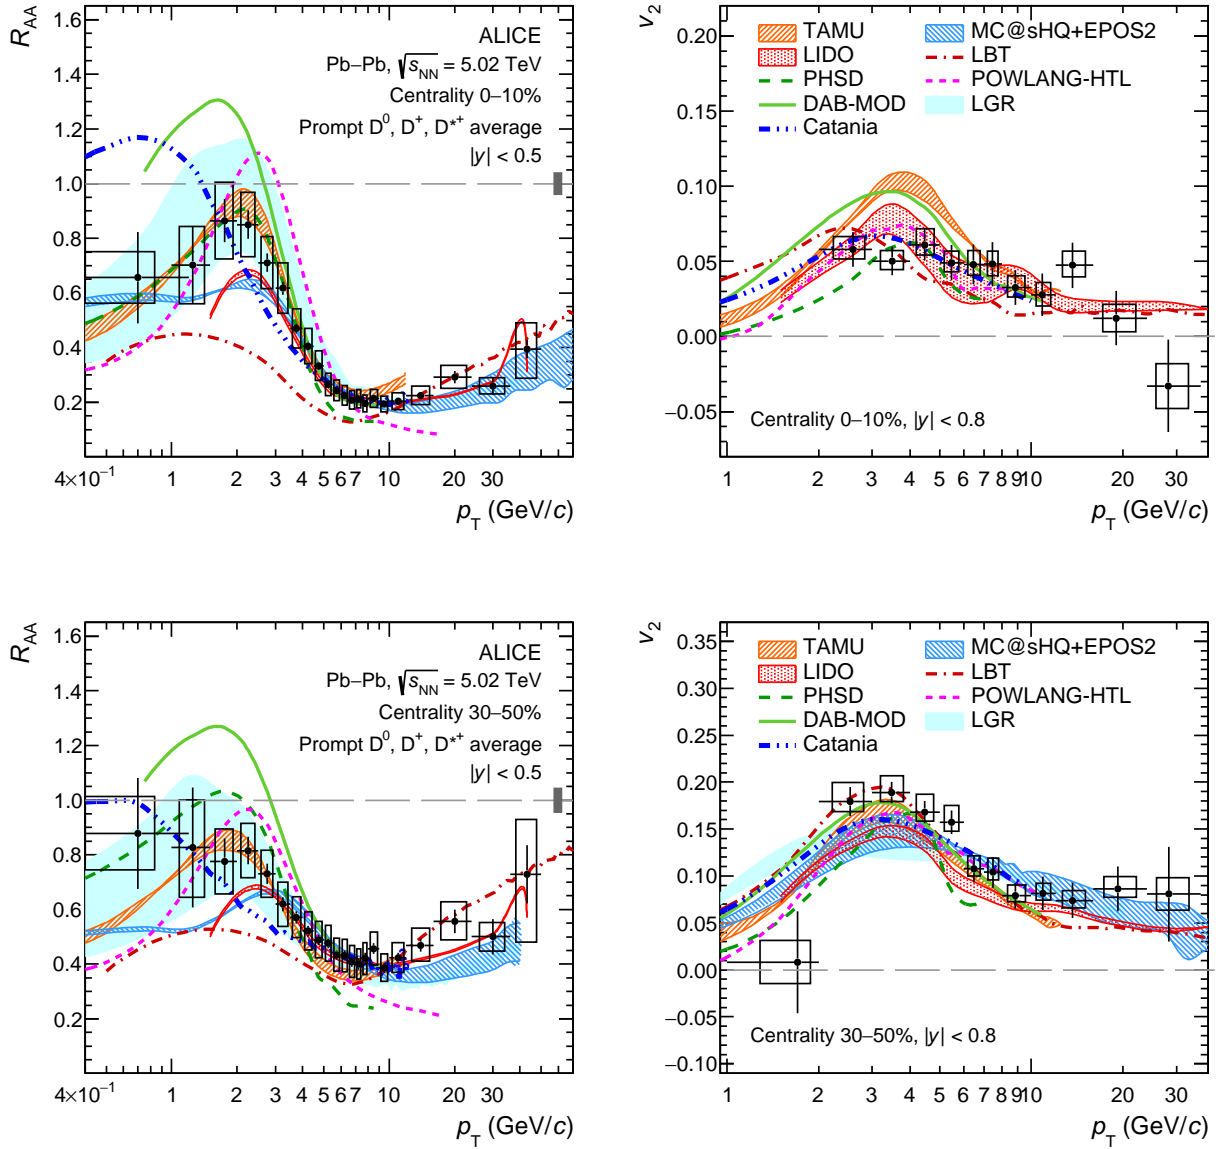 R_AA
1.6
1.4
1.2
1.0
0.8
0.6
0.4
0.2
ALICE
Pb–Pb, √s_NN = 5.02 TeV
Centrality 0–10%
Prompt D⁰, D⁺, D*⁺ average
|y| < 0.5
4×10⁻¹ 1 2 3 4 5 6 7 10 20 30
p_T (GeV/c)
v_2
0.20
0.15
0.10
0.05
0.00
−0.05
TAMU
LIDO
PHSD
DAB-MOD
Catania
MC@sHQ+EPOS2
LBT
POWLANG-HTL
LGR
Centrality 0–10%, |y| < 0.8
1 2 3 4 5 6 7 8 9 10 20 30
p_T (GeV/c)
R_AA
1.6
1.4
1.2
1.0
0.8
0.6
0.4
0.2
ALICE
Pb–Pb, √s_NN = 5.02 TeV
Centrality 30–50%
Prompt D⁰, D⁺, D*⁺ average
|y| < 0.5
4×10⁻¹ 1 2 3 4 5 6 7 10 20 30
p_T (GeV/c)
v_2
0.35
0.30
0.25
0.20
0.15
0.10
0.05
0.00
−0.05
−0.10
TAMU
LIDO
PHSD
DAB-MOD
Catania
MC@sHQ+EPOS2
LBT
POWLANG-HTL
LGR
Centrality 30–50%, |y| < 0.8
1 2 3 4 5 6 7 8 9 10 20 30
p_T (GeV/c)